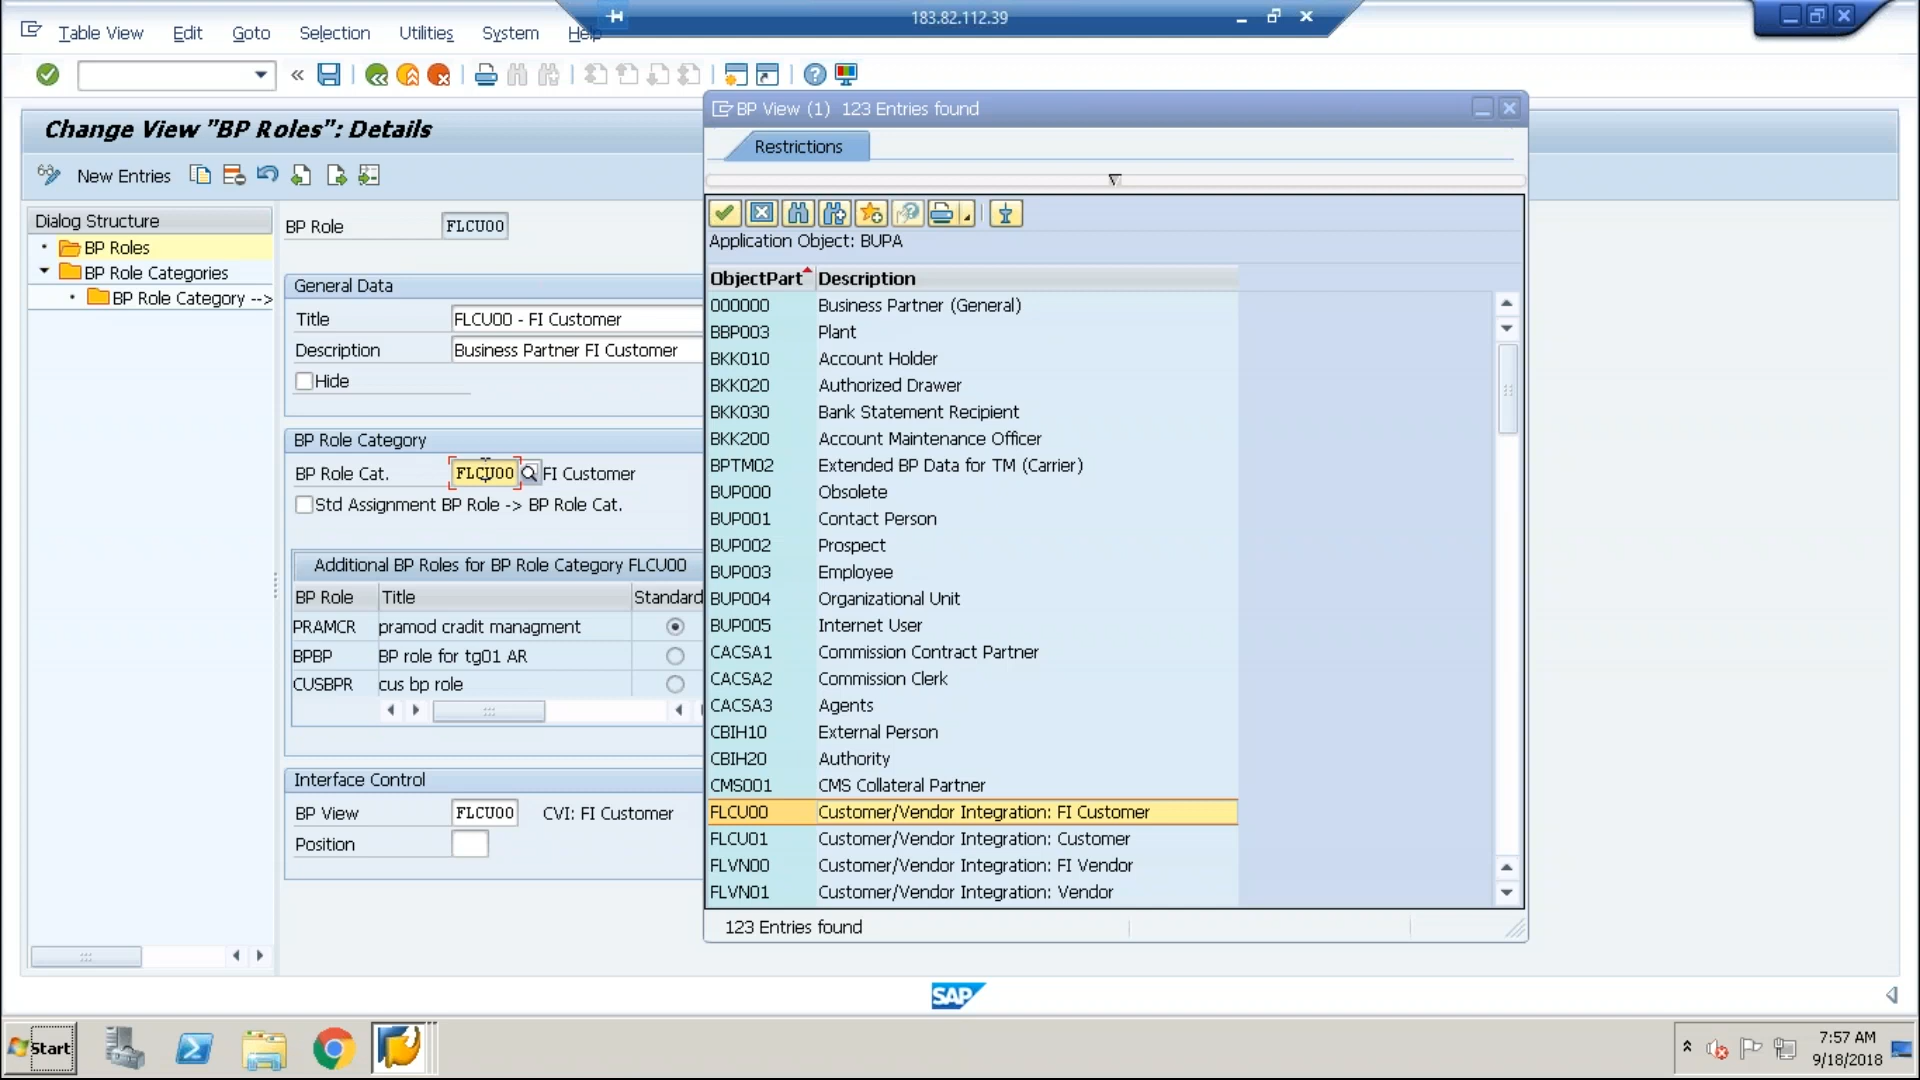 183.82.112.39
Table View Edit Goto Selection Utilities System Help
Change View "BP Roles": Details
New Entries
Dialog Structure
BP Roles
BP Role Categories
BP Role Category -->
BP Role FLCU00
General Data
Title FLCU00 - FI Customer
Description Business Partner FI Customer
Hide
BP Role Category
BP Role Cat. FLCU00 FI Customer
Std Assignment BP Role -> BP Role Cat.
Additional BP Roles for BP Role Category FLCU00
BP Role Title Standard
PRAMCR pramod cradit managment
BPBP BP role for tg01 AR
CUSBPR cus bp role
Interface Control
BP View FLCU00 CVI: FI Customer
Position
BP View (1) 123 Entries found
Restrictions
Application Object: BUPA
ObjectPart Description
000000 Business Partner (General)
BBP003 Plant
BKK010 Account Holder
BKK020 Authorized Drawer
BKK030 Bank Statement Recipient
BKK200 Account Maintenance Officer
BPTM02 Extended BP Data for TM (Carrier)
BUP000 Obsolete
BUP001 Contact Person
BUP002 Prospect
BUP003 Employee
BUP004 Organizational Unit
BUP005 Internet User
CACSA1 Commission Contract Partner
CACSA2 Commission Clerk
CACSA3 Agents
CBIH10 External Person
CBIH20 Authority
CMS001 CMS Collateral Partner
FLCU00 Customer/Vendor Integration: FI Customer
FLCU01 Customer/Vendor Integration: Customer
FLVN00 Customer/Vendor Integration: FI Vendor
FLVN01 Customer/Vendor Integration: Vendor
123 Entries found
SAP
Start
7:57 AM
9/18/2018